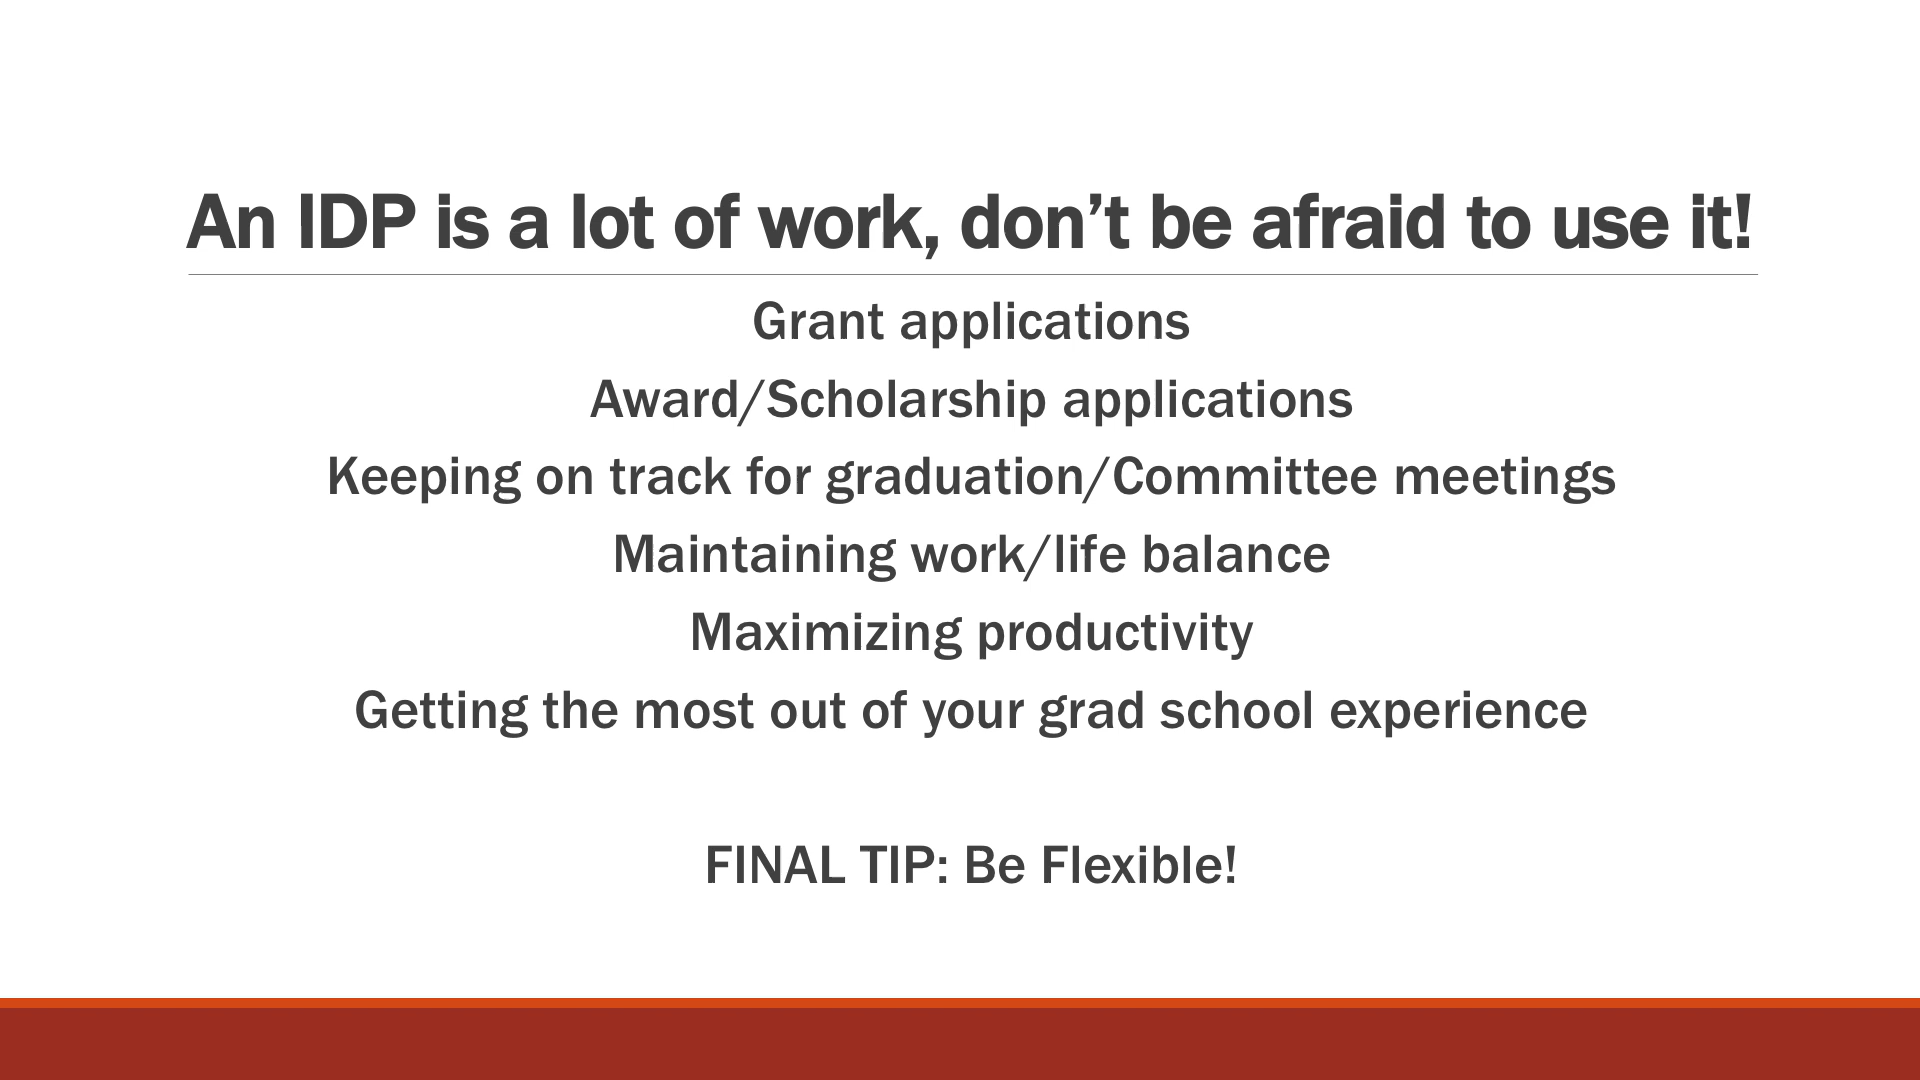 An IDP is a lot of work, don’t be afraid to use it!
Grant applications
Award/Scholarship applications
Keeping on track for graduation/Committee meetings
Maintaining work/life balance
Maximizing productivity
Getting the most out of your grad school experience
FINAL TIP: Be Flexible!